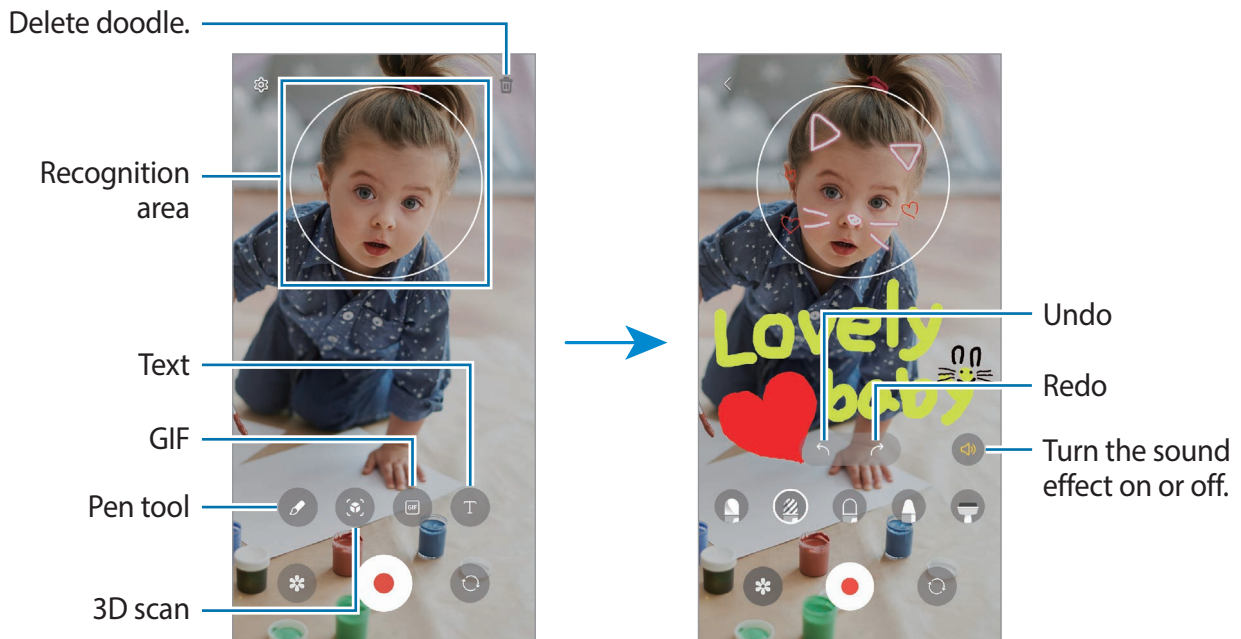 Delete doodle.
Recognition
area
Text
GIF
Pen tool
3D scan
GIF
T
Lovely
baby
Undo
Redo
Turn the sound
effect on or off.